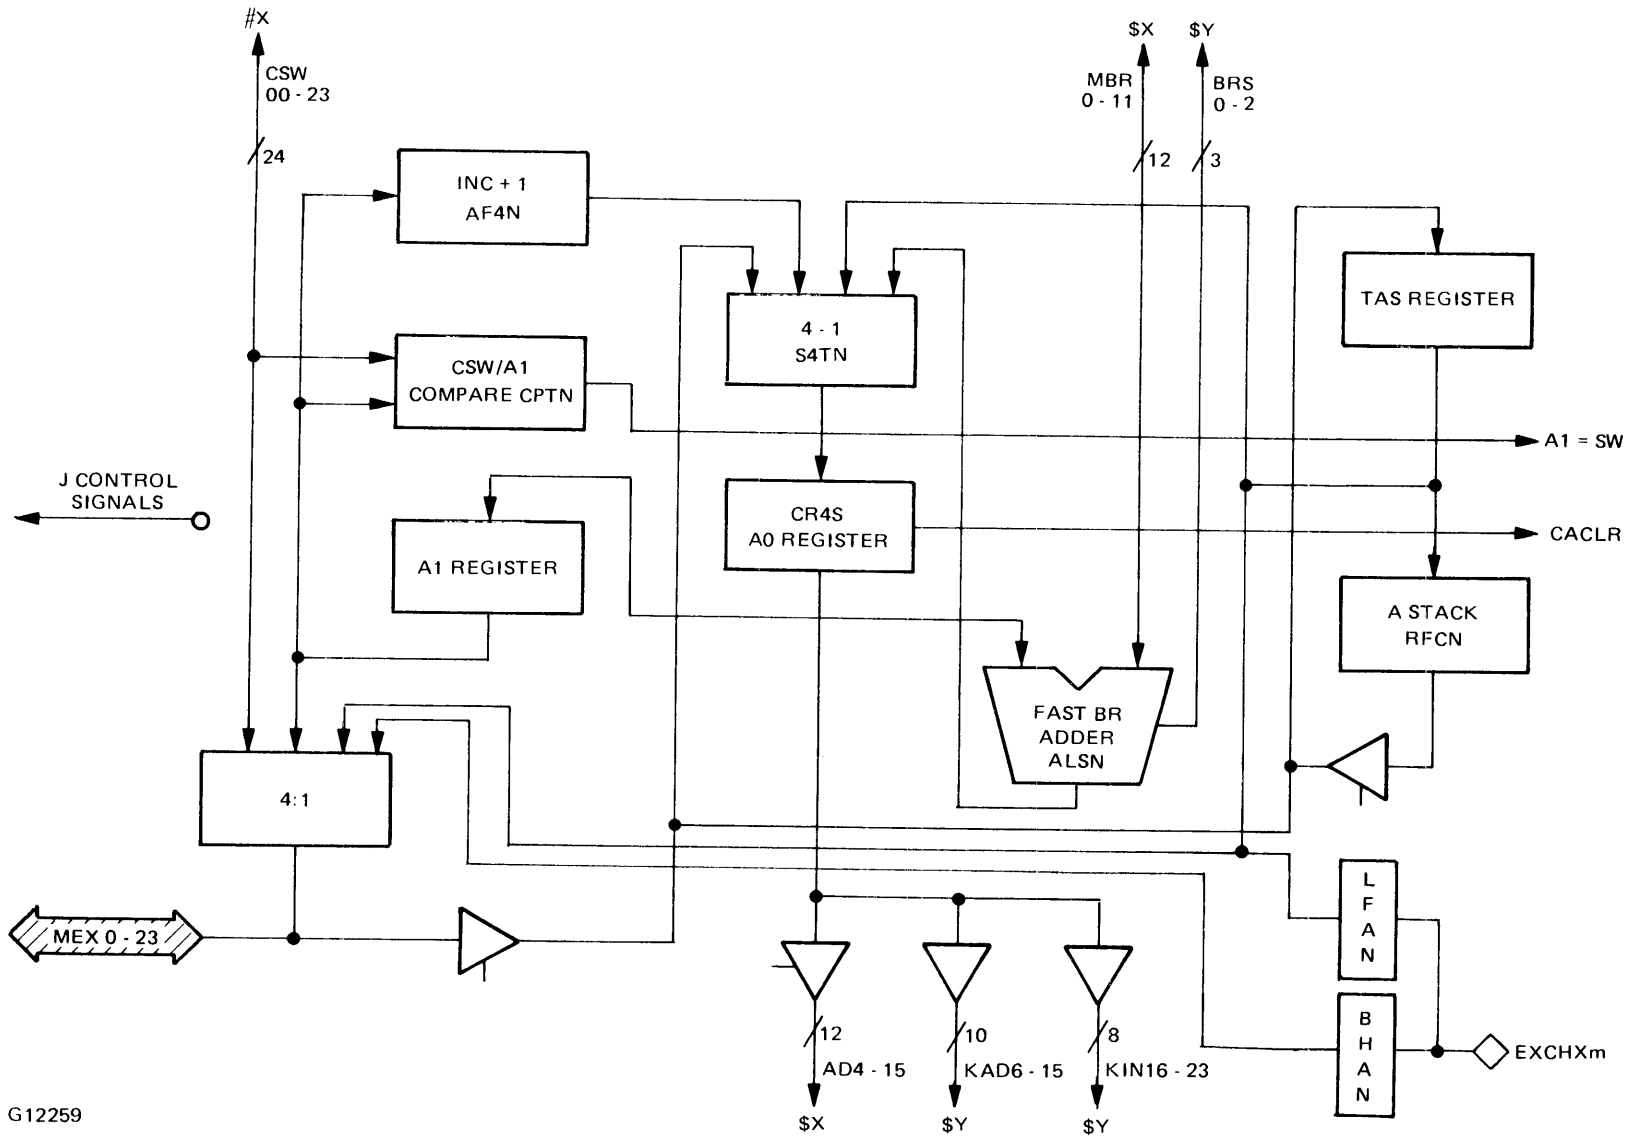 #X
$X
$Y
CSW
00 - 23
MBR
0 - 11
BRS
0 - 2
24
12
3
INC + 1
AF4N
4 - 1
S4TN
TAS REGISTER
CSW/A1
COMPARE CPTN
A1 = SW
J CONTROL
SIGNALS
CR4S
A0 REGISTER
CACLR
A1 REGISTER
A STACK
RFCN
FAST BR
ADDER
ALSN
4:1
L
F
A
N
MEX 0 - 23
B
H
A
N
12
10
8
EXCHXm
AD4 - 15
KAD6 - 15
KIN16 - 23
G12259
$X
$Y
$Y